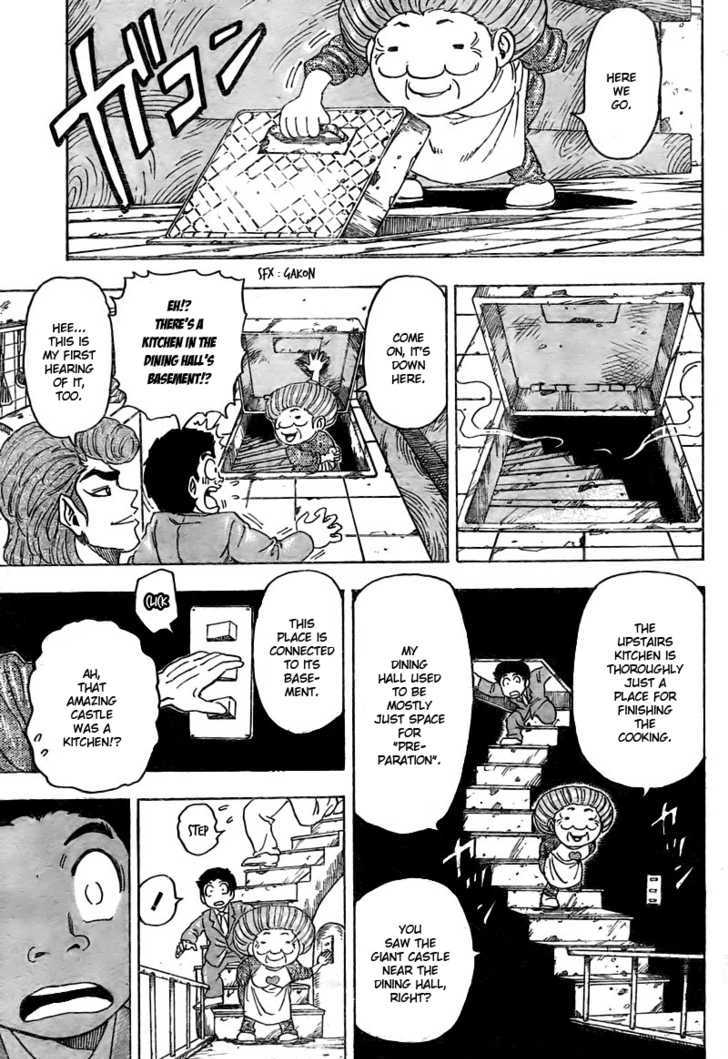 HERE
WE
GO.
ガコン
SFX : GAKON
COME
ON, IT'S
DOWN
HERE.
EH!?
THERE'S A
KITCHEN IN THE
DINING HALL'S
BASEMENT!?
HEE...
THIS IS
MY FIRST
HEARING
OF IT,
TOO.
THE
UPSTAIRS
KITCHEN IS
THOROUGHLY
JUST A
PLACE FOR
FINISHING
THE
COOKING.
MY
DINING
HALL USED
TO BE
MOSTLY
JUST SPACE
FOR
"PRE-
PARATION".
YOU
SAW THE
GIANT CASTLE
NEAR THE
DINING HALL,
RIGHT?
THIS
PLACE IS
CONNECTED
TO ITS
BASE-
MENT.
CLICK
AH,
THAT
AMAZING
CASTLE
WAS A
KITCHEN!?
STEP
!